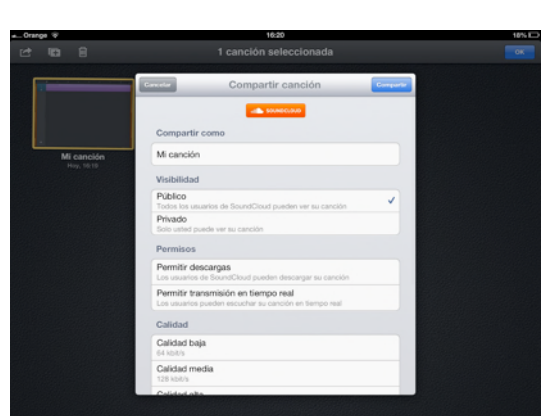 Orange
16:20
18%
1 canción seleccionada
OK
Cancelar
Compartir canción
Compartir
SOUNDCLOUD
Compartir como
Mi canción
Mi canción
Hoy, 16:18
Visibilidad
Público
Todos los usuarios de SoundCloud pueden ver su canción
Privado
Solo usted puede ver su canción
Permisos
Permitir descargas
Los usuarios de SoundCloud pueden descargar su canción
Permitir transmisión en tiempo real
Los usuarios pueden escuchar su canción en tiempo real
Calidad
Calidad baja
64 kbit/s
Calidad media
128 kbit/s
Calidad alta